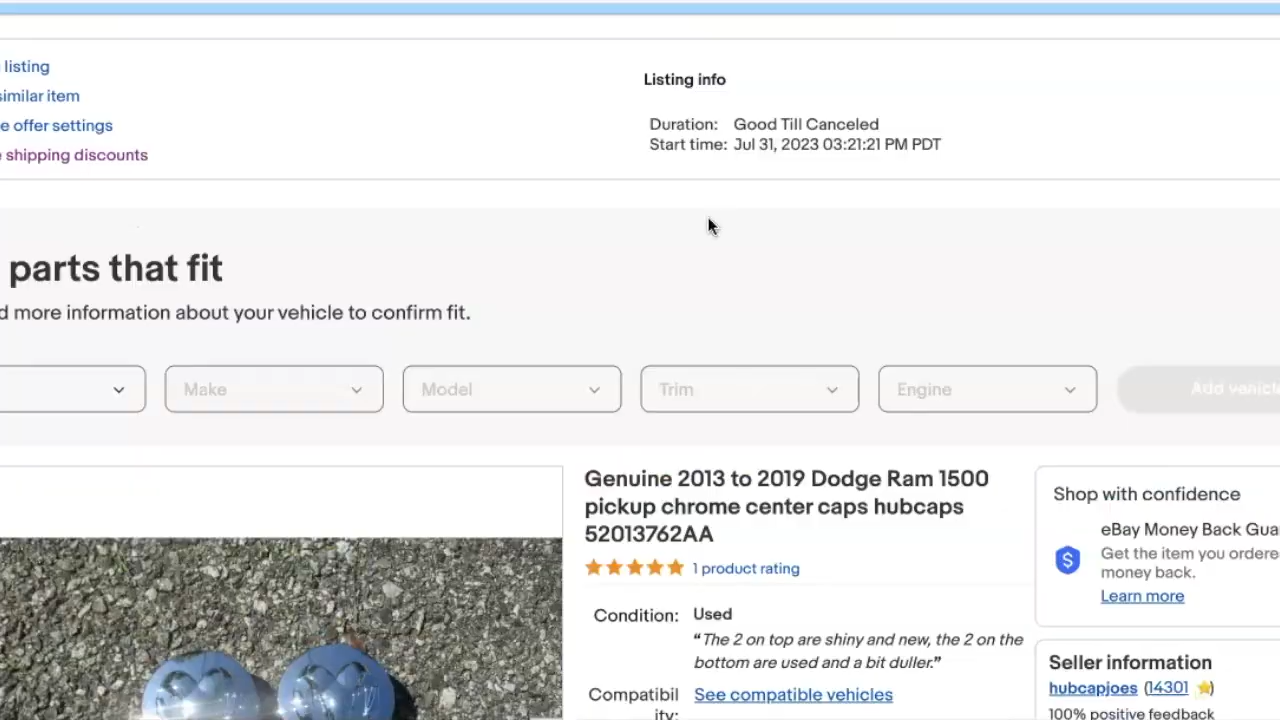 listing
similar item
e offer settings
shipping discounts
Listing info
Duration: Good Till Canceled
Start time: Jul 31, 2023 03:21:21 PM PDT
parts that fit
d more information about your vehicle to confirm fit.
Make
Model
Trim
Engine
Add vehicle
Genuine 2013 to 2019 Dodge Ram 1500
pickup chrome center caps hubcaps
52013762AA
1 product rating
Condition: Used
"The 2 on top are shiny and new, the 2 on the
bottom are used and a bit duller."
Compatibil
ity:
See compatible vehicles
Shop with confidence
eBay Money Back Gua
Get the item you ordere
money back.
Learn more
Seller information
hubcapjoes (14301)
100% positive feedback